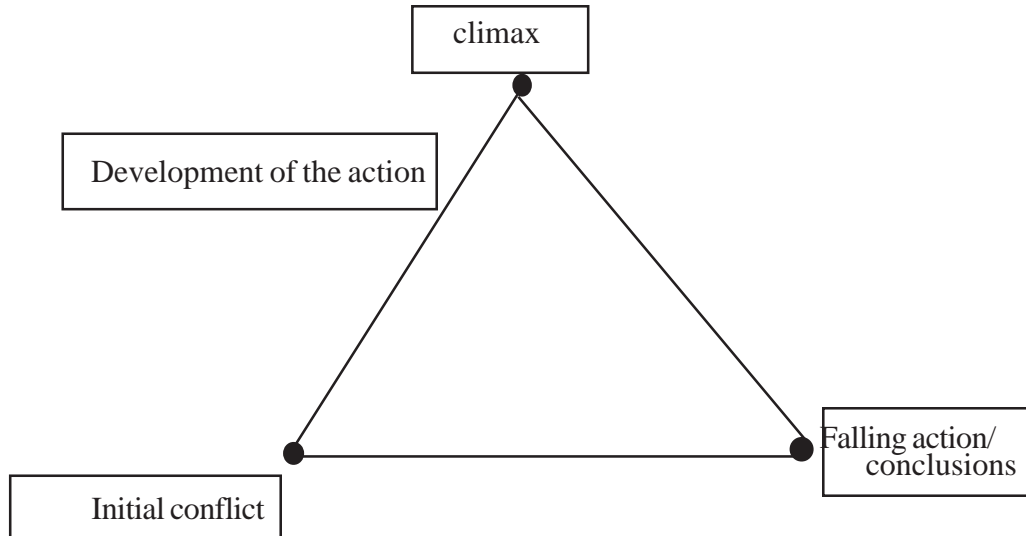 climax
Development of the action
Falling action/
conclusions
Initial conflict